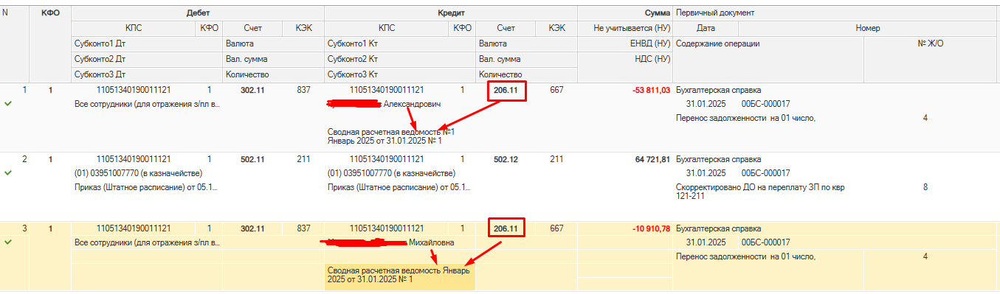 N КФО Дебет Кредит Сумма Первичный документ
КПС КФО Счет КЭК КПС КФО Счет КЭК Не учитывается (НУ) Дата Номер
Субконто1 Дт Валюта Субконто1 Кт Валюта ЕНВД (НУ) Содержание операции № Ж/О
Субконто2 Дт Вал. сумма Субконто2 Кт Вал. сумма НДС (НУ)
Субконто3 Дт Количество Субконто3 Кт Количество
1 1 11051340190011121 1 302.11 837 11051340190011121 1 206.11 667 -53 811,03 Бухгалтерская справка
Все сотрудники (для отражения з/пл в... Александрович 31.01.2025 00БС-000017
Перенос задолженности на 01 число, 4
Сводная расчетная ведомость №1
Январь 2025 от 31.01.2025 № 1
2 1 11051340190011121 1 502.11 211 11051340190011121 1 502.12 211 64 721,81 Бухгалтерская справка
(01) 03951007770 (в казначействе) (01) 03951007770 (в казначействе) 31.01.2025 00БС-000017
Приказ (Штатное расписание) от 05.1... Приказ (Штатное расписание) от 05.1... Скорректировано ДО на переплату ЗП по квр 8
121-211
3 1 11051340190011121 1 302.11 837 11051340190011121 1 206.11 667 -10 910,78 Бухгалтерская справка
Все сотрудники (для отражения з/пл в... Михайловна 31.01.2025 00БС-000017
Перенос задолженности на 01 число, 4
Сводная расчетная ведомость Январь
2025 от 31.01.2025 № 1